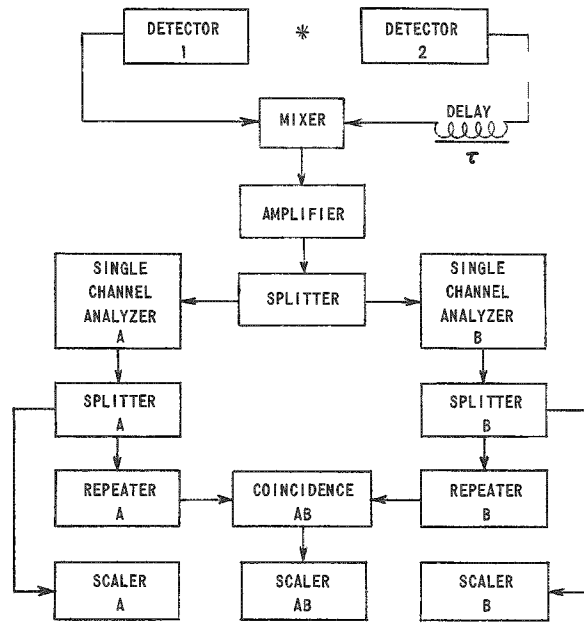 DETECTOR
1
*
DETECTOR
2
MIXER
DELAY
τ
AMPLIFIER
SINGLE
CHANNEL
ANALYZER
A
SPLITTER
SINGLE
CHANNEL
ANALYZER
B
SPLITTER
A
SPLITTER
B
REPEATER
A
COINCIDENCE
AB
REPEATER
B
SCALER
A
SCALER
AB
SCALER
B